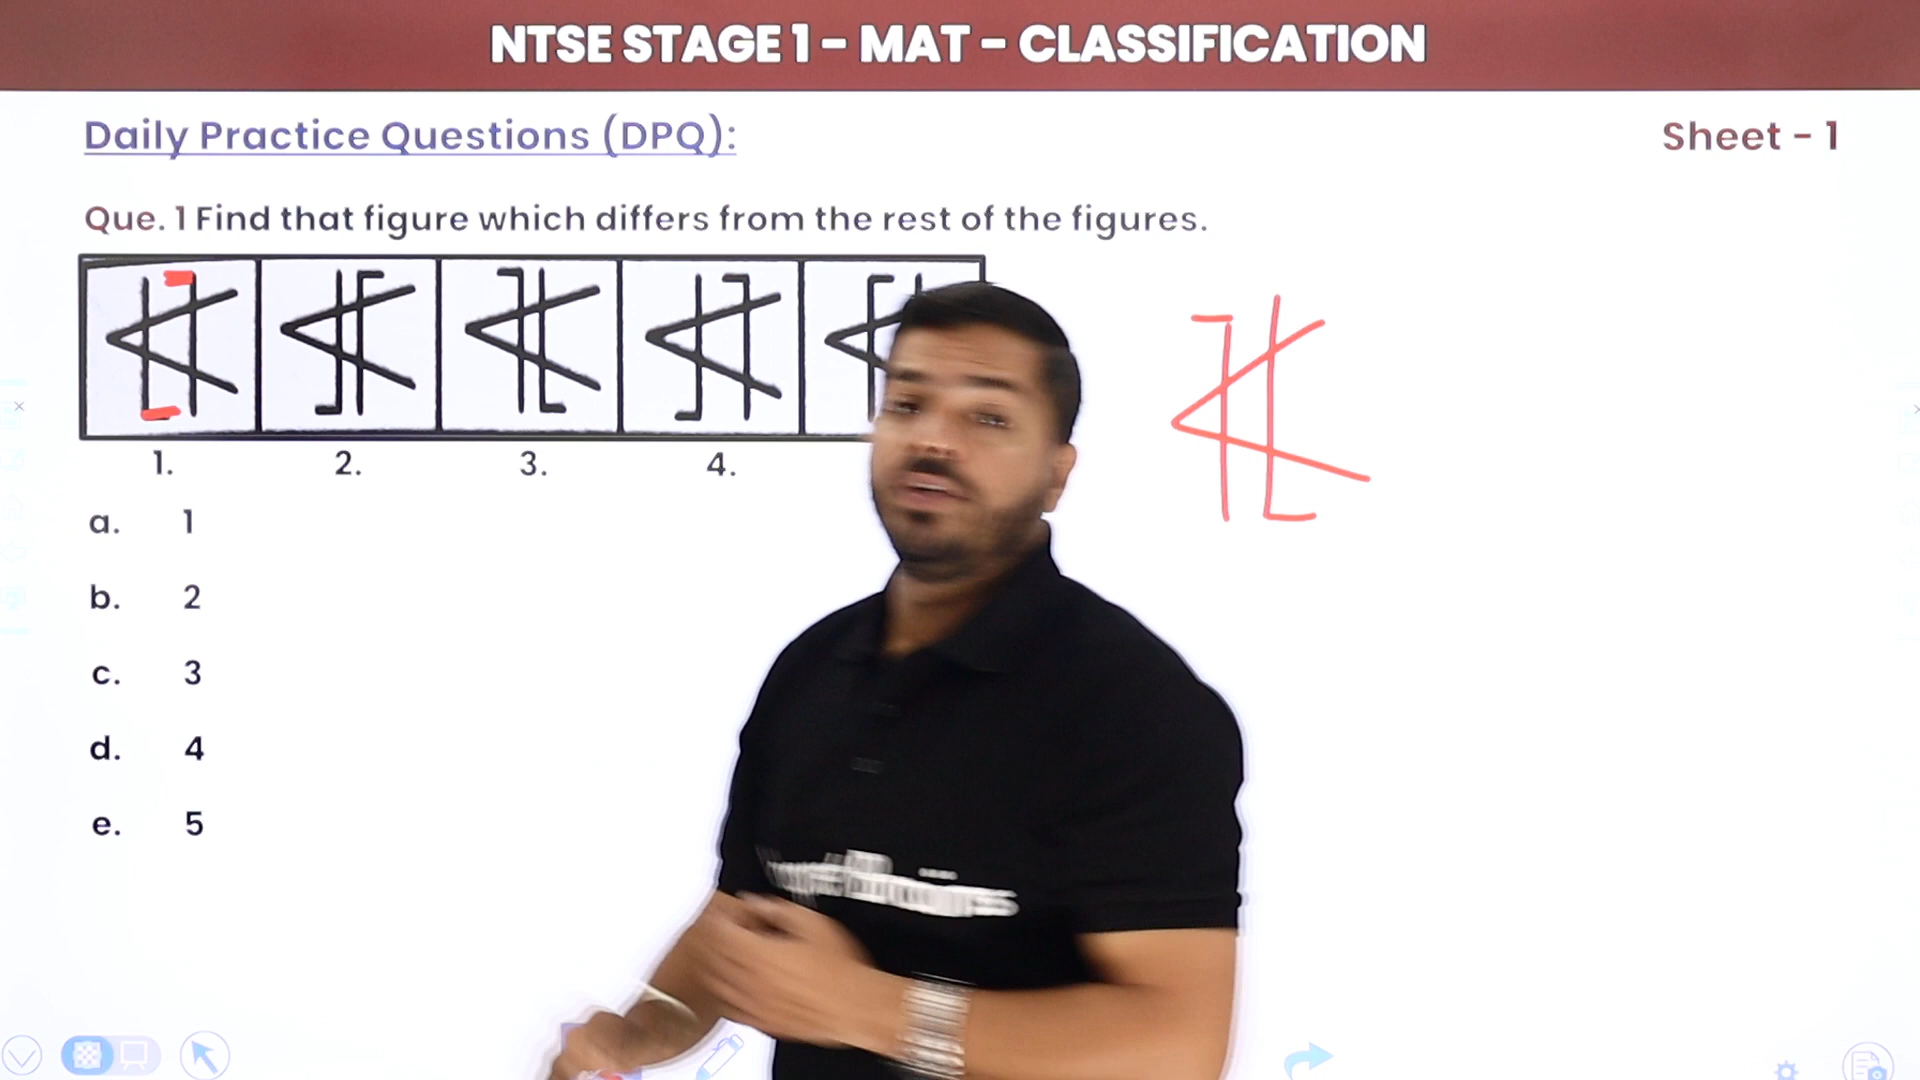 NTSE STAGE 1 - MAT - CLASSIFICATION
Daily Practice Questions (DPQ):
Sheet - 1
Que. 1 Find that figure which differs from the rest of the figures.
1. 2. 3. 4.
a. 1
b. 2
c. 3
d. 4
e. 5